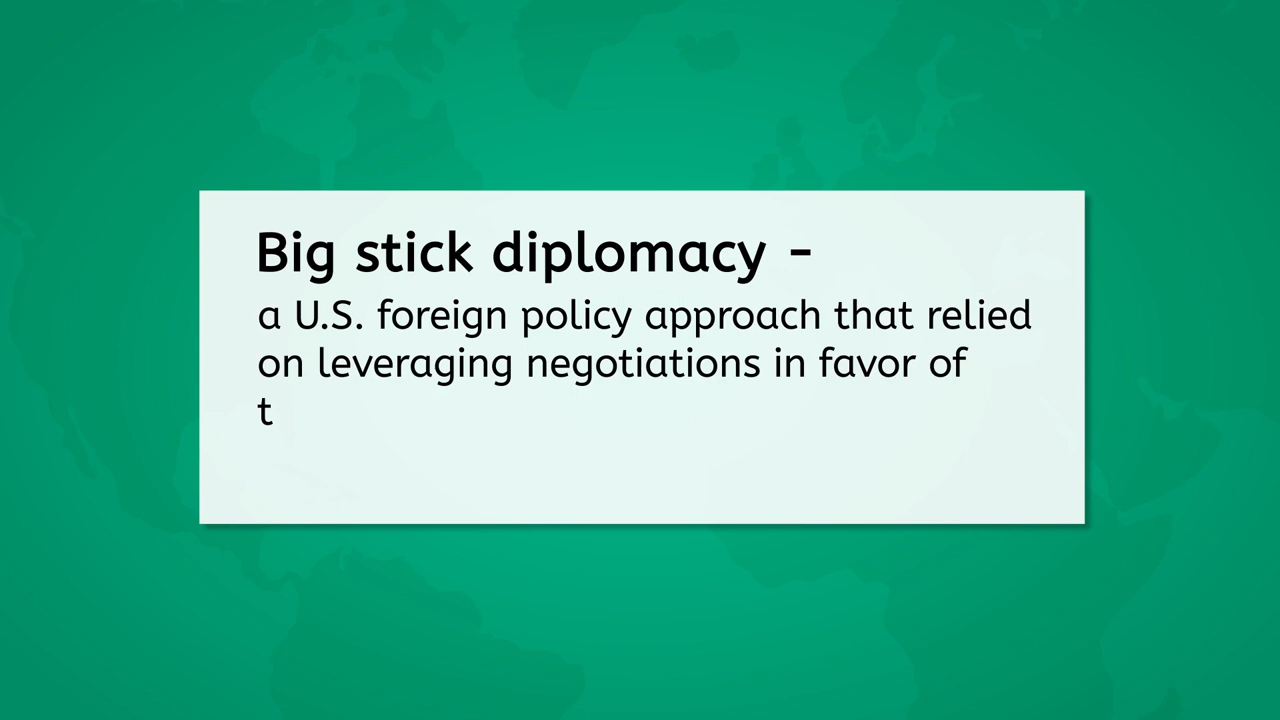 Big stick diplomacy -
a U.S. foreign policy approach that relied
on leveraging negotiations in favor of
t